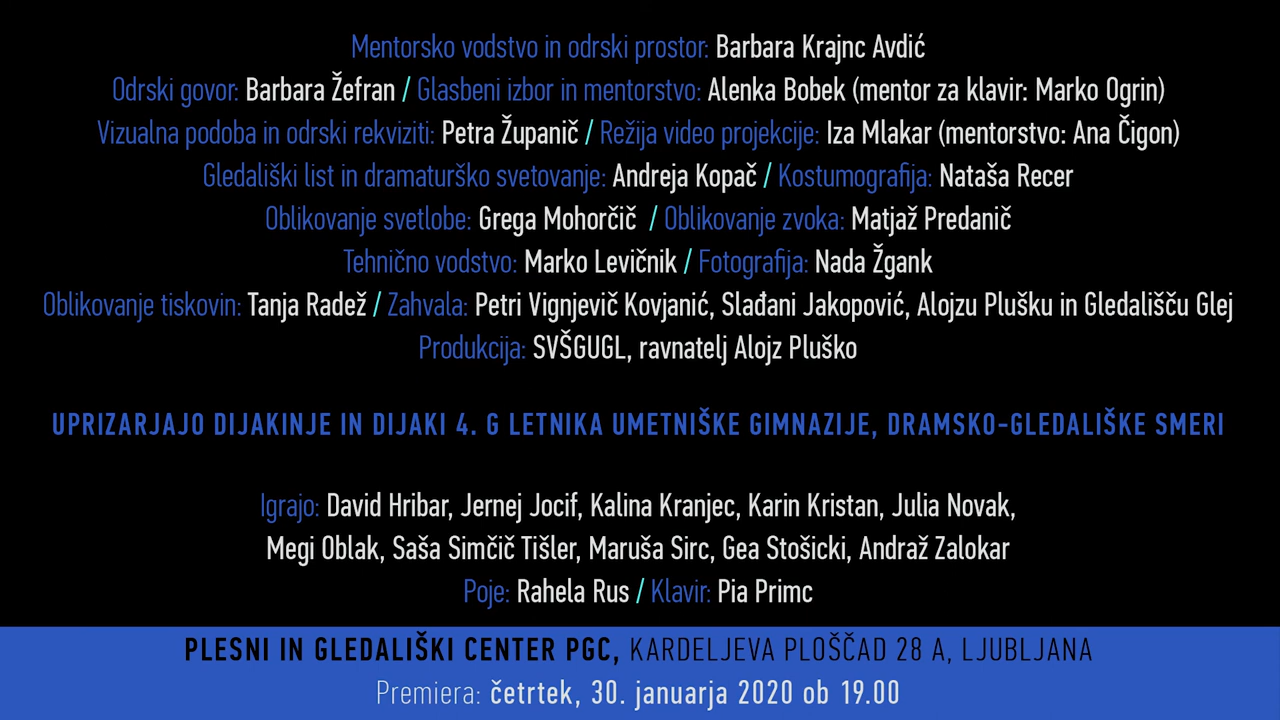 Mentorsko vodstvo in odrski prostor: Barbara Krajnc Avdić
Odrski govor: Barbara Žefran / Glasbeni izbor in mentorstvo: Alenka Bobek (mentor za klavir: Marko Ogrin)
Vizualna podoba in odrski rekviziti: Petra Županič / Režija video projekcije: Iza Mlakar (mentorstvo: Ana Čigon)
Gledališki list in dramaturško svetovanje: Andreja Kopač / Kostumografija: Nataša Recer
Oblikovanje svetlobe: Grega Mohorčič / Oblikovanje zvoka: Matjaž Predanič
Tehnično vodstvo: Marko Levičnik / Fotografija: Nada Žgank
Oblikovanje tiskovin: Tanja Radež / Zahvala: Petri Vignjevič Kovjanić, Slađani Jakopović, Alojzu Plušku in Gledališču Glej
Produkcija: SVŠGUGL, ravnatelj Alojz Pluško
UPRIZARJAJO DIJAKINJE IN DIJAKI 4. G LETNIKA UMETNIŠKE GIMNAZIJE, DRAMSKO-GLEDALIŠKE SMERI
Igrajo: David Hribar, Jernej Jocif, Kalina Kranjec, Karin Kristan, Julia Novak,
Megi Oblak, Saša Simčič Tišler, Maruša Sirc, Gea Stošicki, Andraž Zalokar
Poje: Rahela Rus / Klavir: Pia Primc
PLESNI IN GLEDALIŠKI CENTER PGC, KARDELJEVA PLOŠČAD 28 A, LJUBLJANA
Premiera: četrtek, 30. januarja 2020 ob 19.00